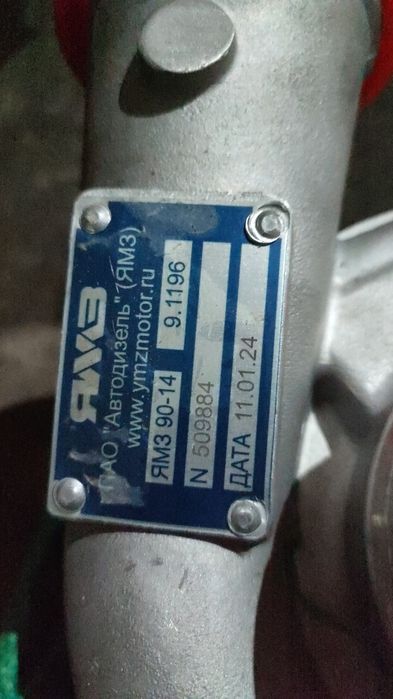 ЯМЗ
ПАО "Автодизель" (ЯМЗ)
www.ymzmotor.ru
ЯМЗ 90-14 9.1196
N 509884
ДАТА 11.01.24